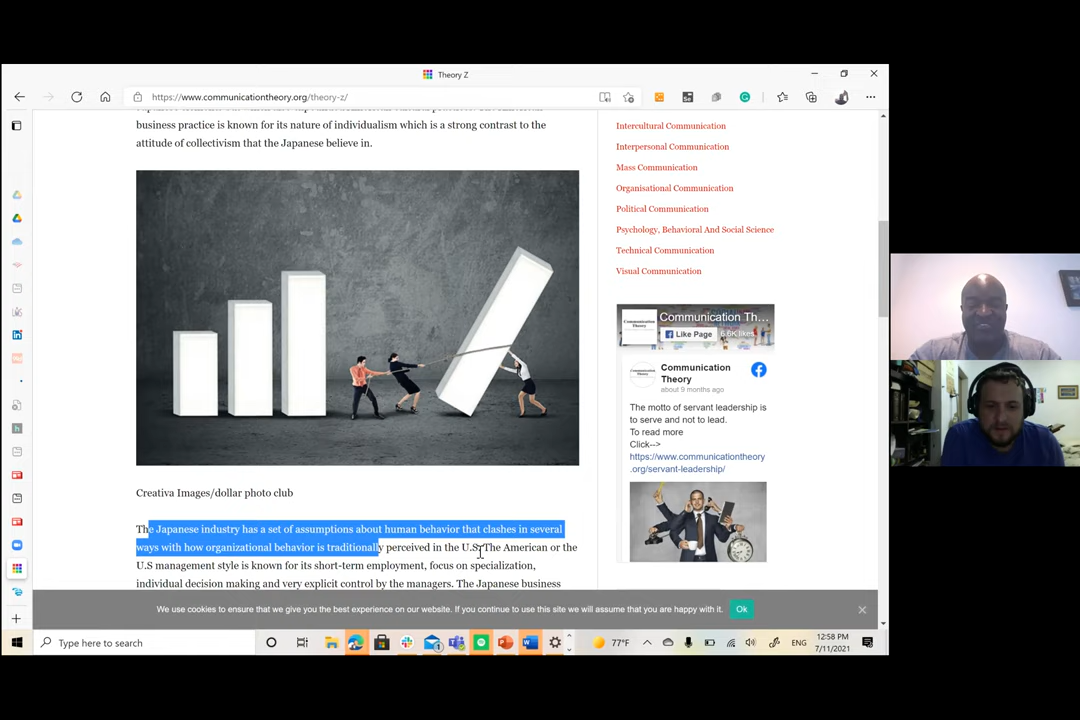 Theory Z
https://www.communicationtheory.org/theory-z/
business practice is known for its nature of individualism which is a strong contrast to the
attitude of collectivism that the Japanese believe in.
Creativa Images/dollar photo club
The Japanese industry has a set of assumptions about human behavior that clashes in several
ways with how organizational behavior is traditionally perceived in the U.S. The American or the
U.S management style is known for its short-term employment, focus on specialization,
individual decision making and very explicit control by the managers. The Japanese business
Intercultural Communication
Interpersonal Communication
Mass Communication
Organisational Communication
Political Communication
Psychology, Behavioral And Social Science
Technical Communication
Visual Communication
Communication Th...
Like Page
6.6K likes
Communication
Theory
about 9 months ago
The motto of servant leadership is
to serve and not to lead.
To read more
Click-->
https://www.communicationtheory
.org/servant-leadership/
We use cookies to ensure that we give you the best experience on our website. If you continue to use this site we will assume that you are happy with it.
Ok
Type here to search
77°F
ENG
12:58 PM
7/11/2021